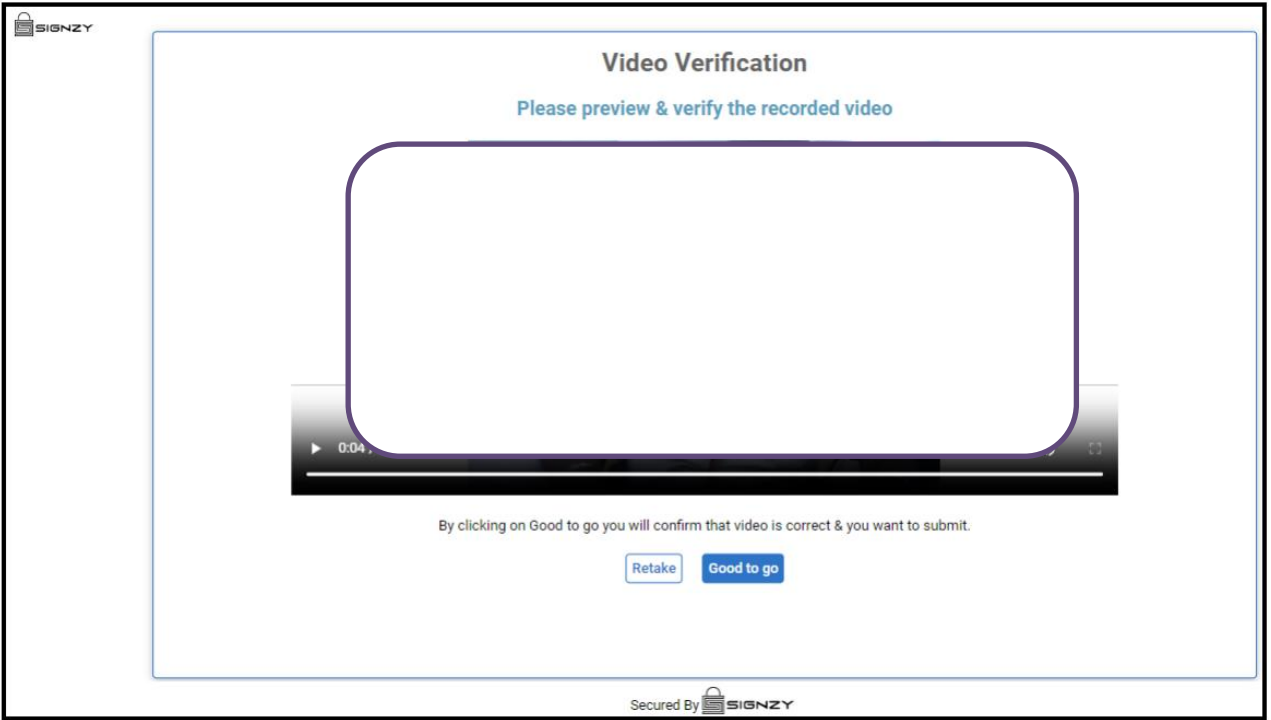 SIGNZY
Video Verification
Please preview & verify the recorded video
0:04 /
By clicking on Good to go you will confirm that video is correct & you want to submit.
Retake Good to go
Secured By SIGNZY